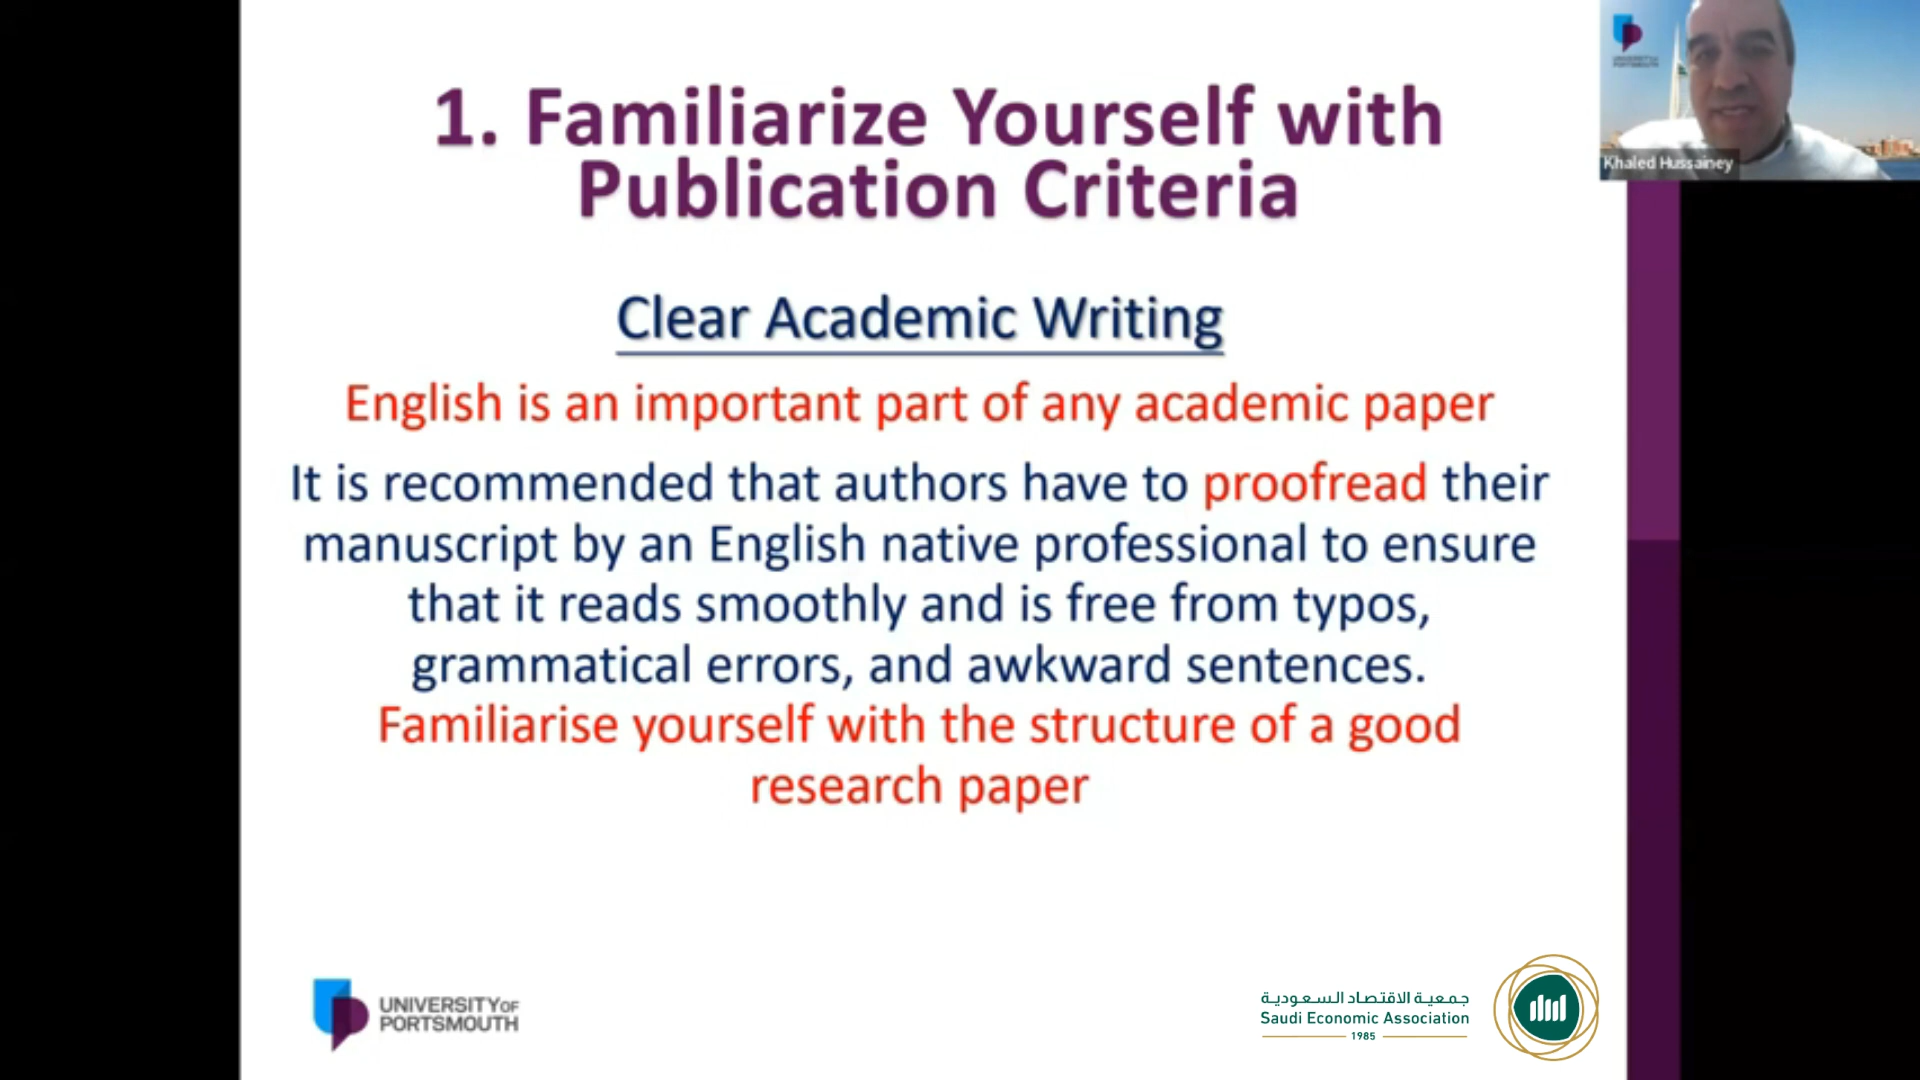 1. Familiarize Yourself with
Publication Criteria
Clear Academic Writing
English is an important part of any academic paper
It is recommended that authors have to proofread their
manuscript by an English native professional to ensure
that it reads smoothly and is free from typos,
grammatical errors, and awkward sentences.
Familiarise yourself with the structure of a good
research paper
UNIVERSITY OF
PORTSMOUTH
Khaled Hussainey
UNIVERSITY OF
PORTSMOUTH
جمعية الاقتصاد السعودية
Saudi Economic Association
1985